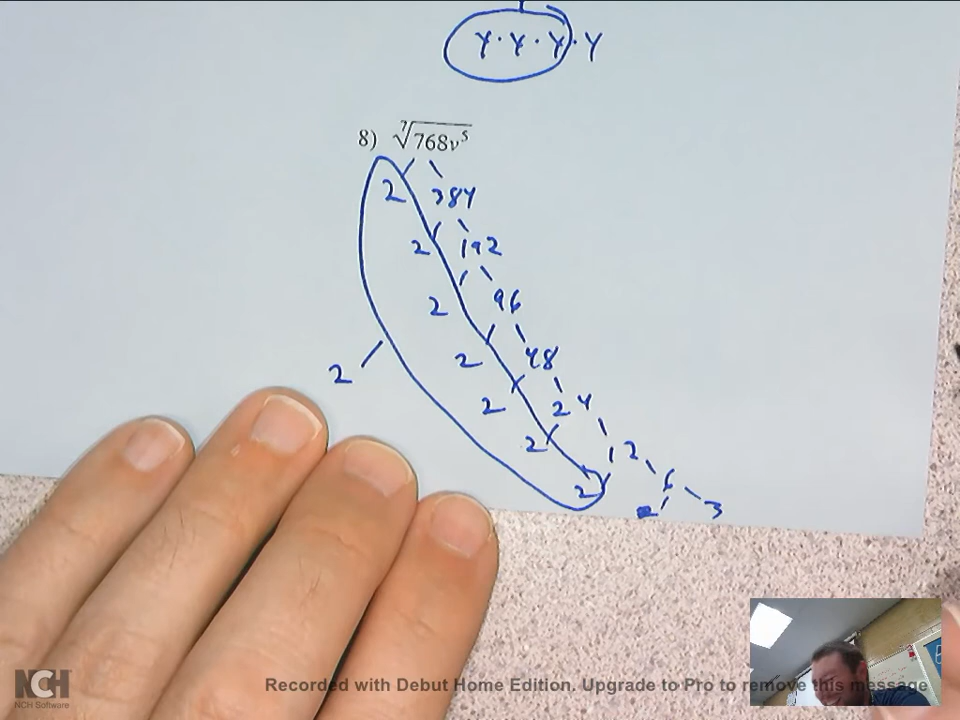 Y · Y · Y · Y
8) ⁷√768v⁵
2 384
2 192
2 96
2 48
2
2 24
2 12
2 6
2 3
NCH
NCH Software
Recorded with Debut Home Edition. Upgrade to Pro to remove this message